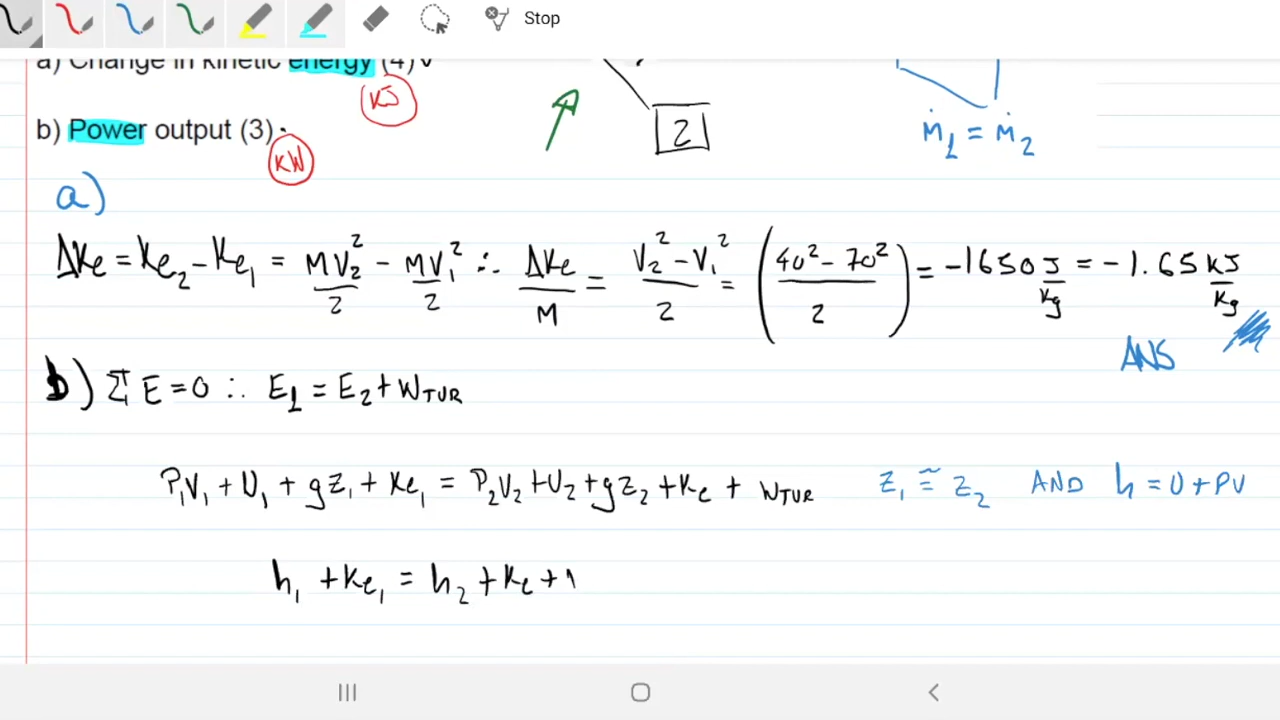 Stop
a) Change in kinetic energy (4)
KJ
b) Power output (3)
KW
2
ṁ1 = ṁ2
a)
ΔKe = Ke2 - Ke1 = MV2²/2 - MV1²/2 ∴ ΔKe/M = V2² - V1²/2 = (40² - 70²/2) = -1650 J/kg = -1.65 KJ/kg
ANS
b) Σ E = 0 ∴ E1 = E2 + WTUR
P1V1 + U1 + gZ1 + Ke1 = P2V2 + U2 + gZ2 + Ke + WTUR Z1 ≅ Z2 AND h = U + PV
h1 + Ke1 = h2 + Ke +